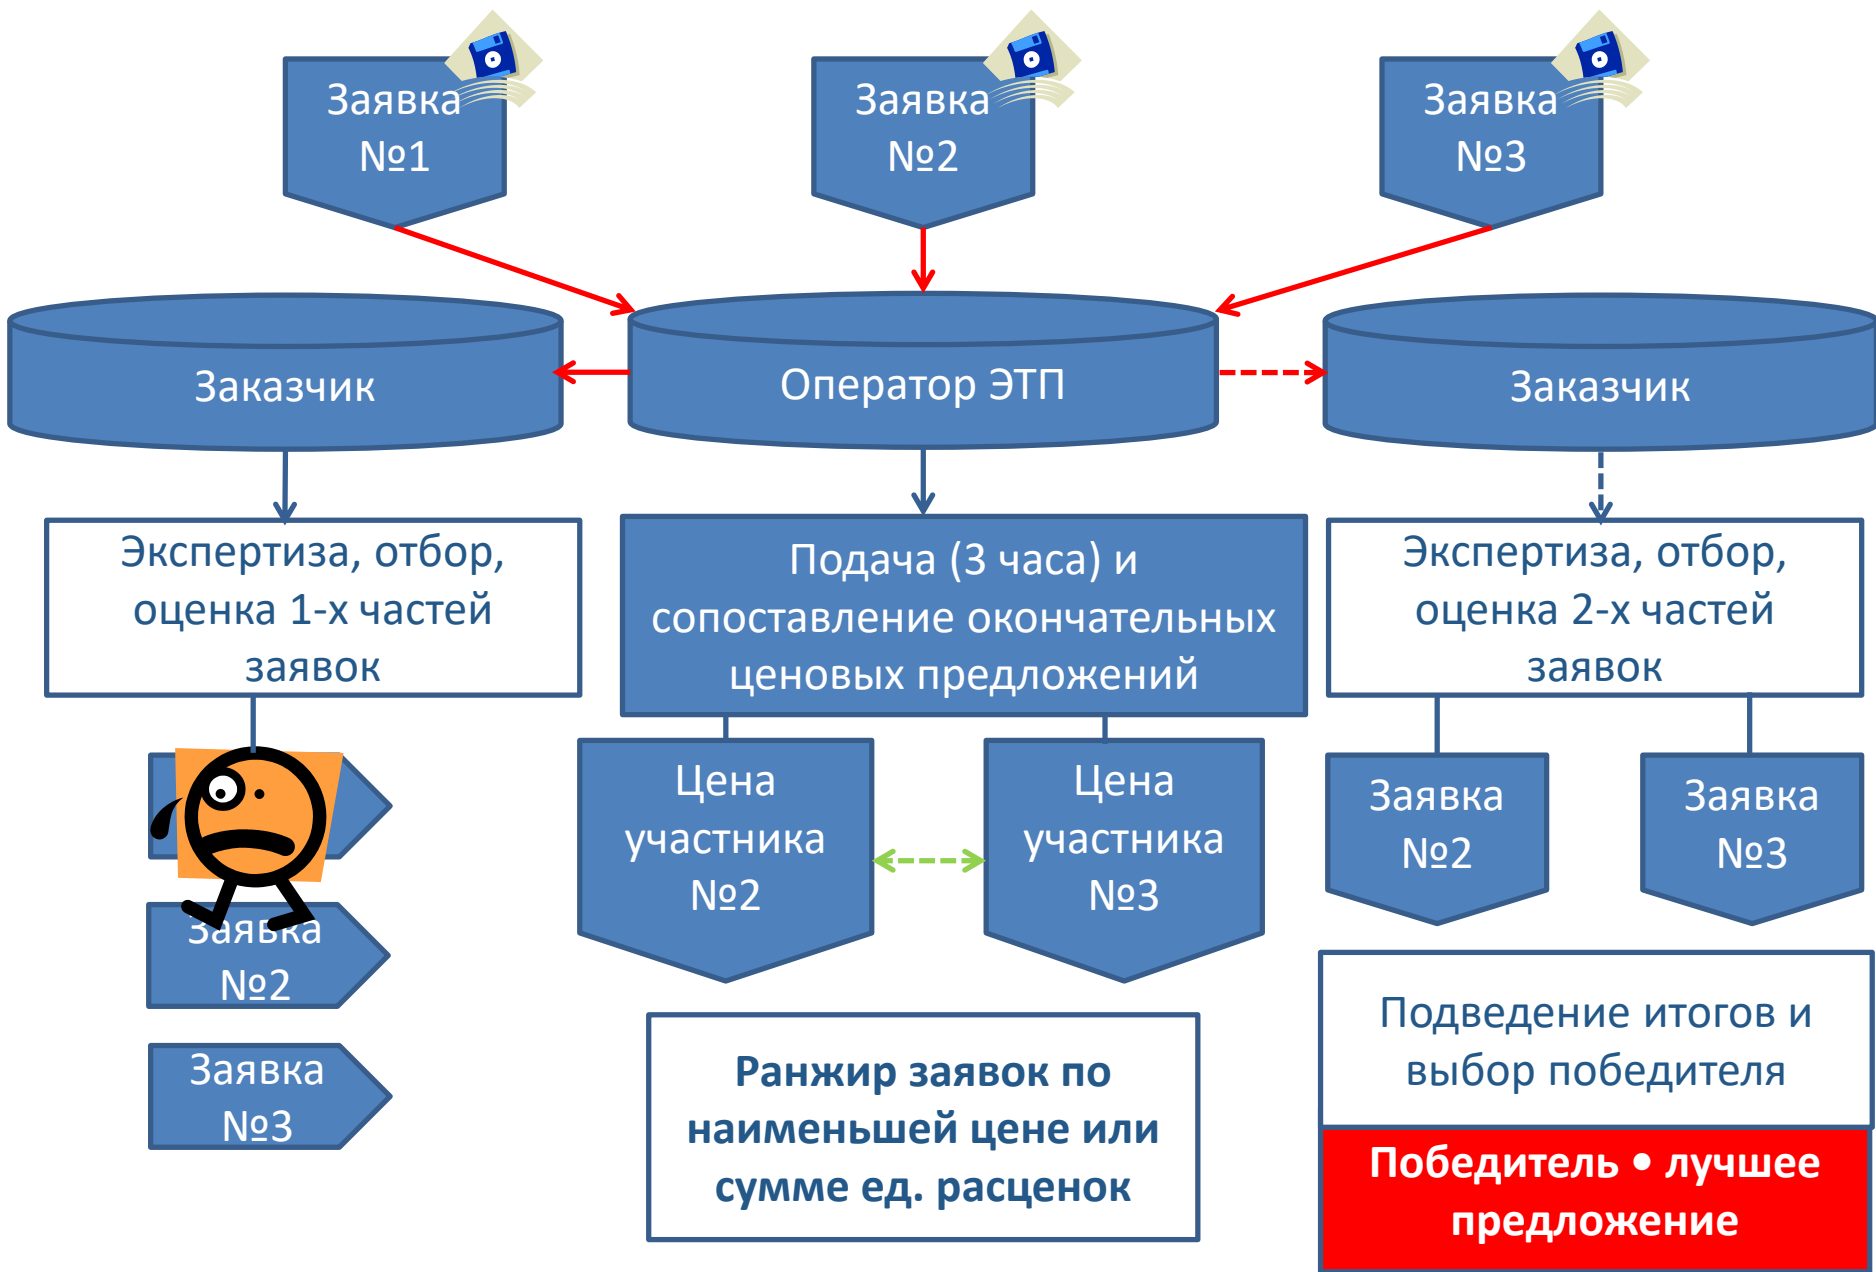 Заявка
№1
Заявка
№2
Заявка
№3
Заказчик
Оператор ЭТП
Заказчик
Экспертиза, отбор,
оценка 1-х частей
заявок
Подача (3 часа) и
сопоставление окончательных
ценовых предложений
Экспертиза, отбор,
оценка 2-х частей
заявок
Заявка
№2
Заявка
№3
Цена
участника
№2
Цена
участника
№3
Ранжир заявок по
наименьшей цене или
сумме ед. расценок
Заявка
№2
Заявка
№3
Подведение итогов и
выбор победителя
Победитель • лучшее
предложение